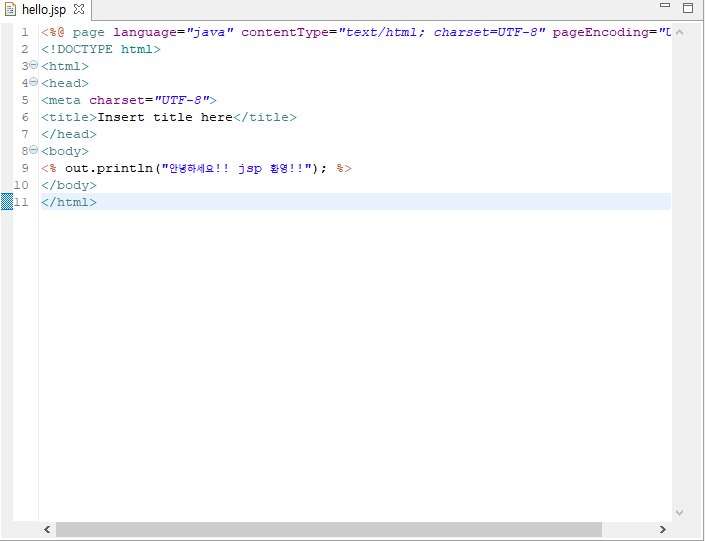 hello.jsp
1 <%@ page language="java" contentType="text/html; charset=UTF-8" pageEncoding="U
2 <!DOCTYPE html>
3 <html>
4 <head>
5 <meta charset="UTF-8">
6 <title>Insert title here</title>
7 </head>
8 <body>
9 <% out.println("안녕하세요!! jsp 환영!!"); %>
10 </body>
11 </html>